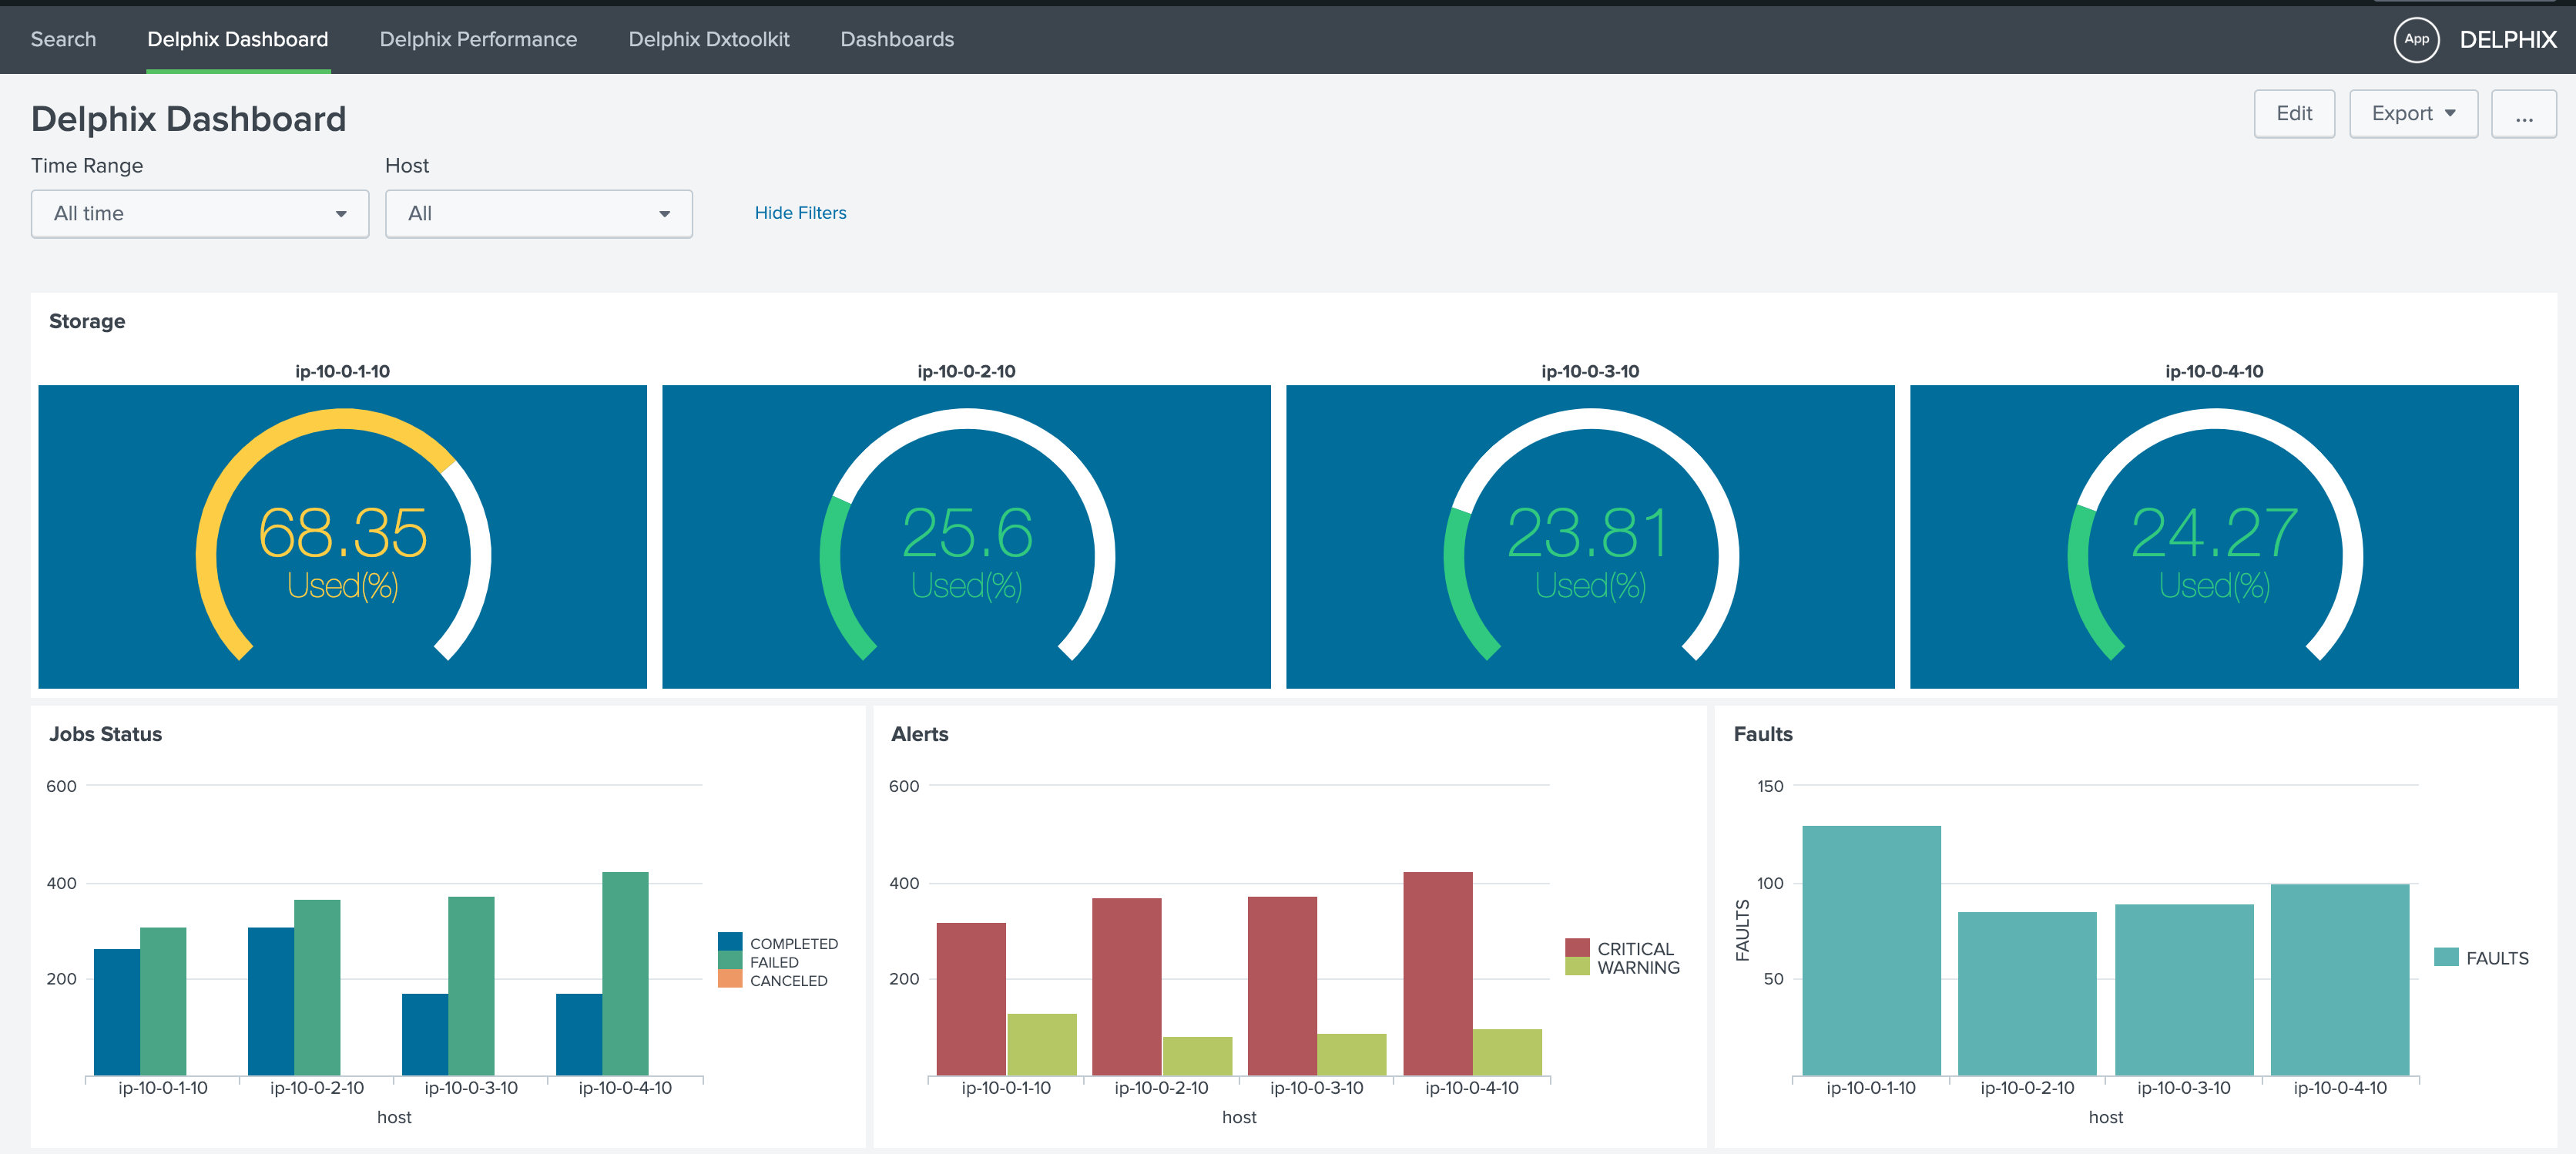 Search Delphix Dashboard Delphix Performance Delphix Dxtoolkit Dashboards App DELPHIX
Delphix Dashboard
Edit Export ...
Time Range Host
All time All Hide Filters
Storage
ip-10-0-1-10 ip-10-0-2-10 ip-10-0-3-10 ip-10-0-4-10
68.35 25.6 23.81 24.27
Used(%) Used(%) Used(%) Used(%)
Jobs Status
600
400
200
ip-10-0-1-10 ip-10-0-2-10 ip-10-0-3-10 ip-10-0-4-10
host
COMPLETED
FAILED
CANCELED
Alerts
600
400
200
ip-10-0-1-10 ip-10-0-2-10 ip-10-0-3-10 ip-10-0-4-10
host
CRITICAL
WARNING
Faults
FAULTS
150
100
50
ip-10-0-1-10 ip-10-0-2-10 ip-10-0-3-10 ip-10-0-4-10
host
FAULTS